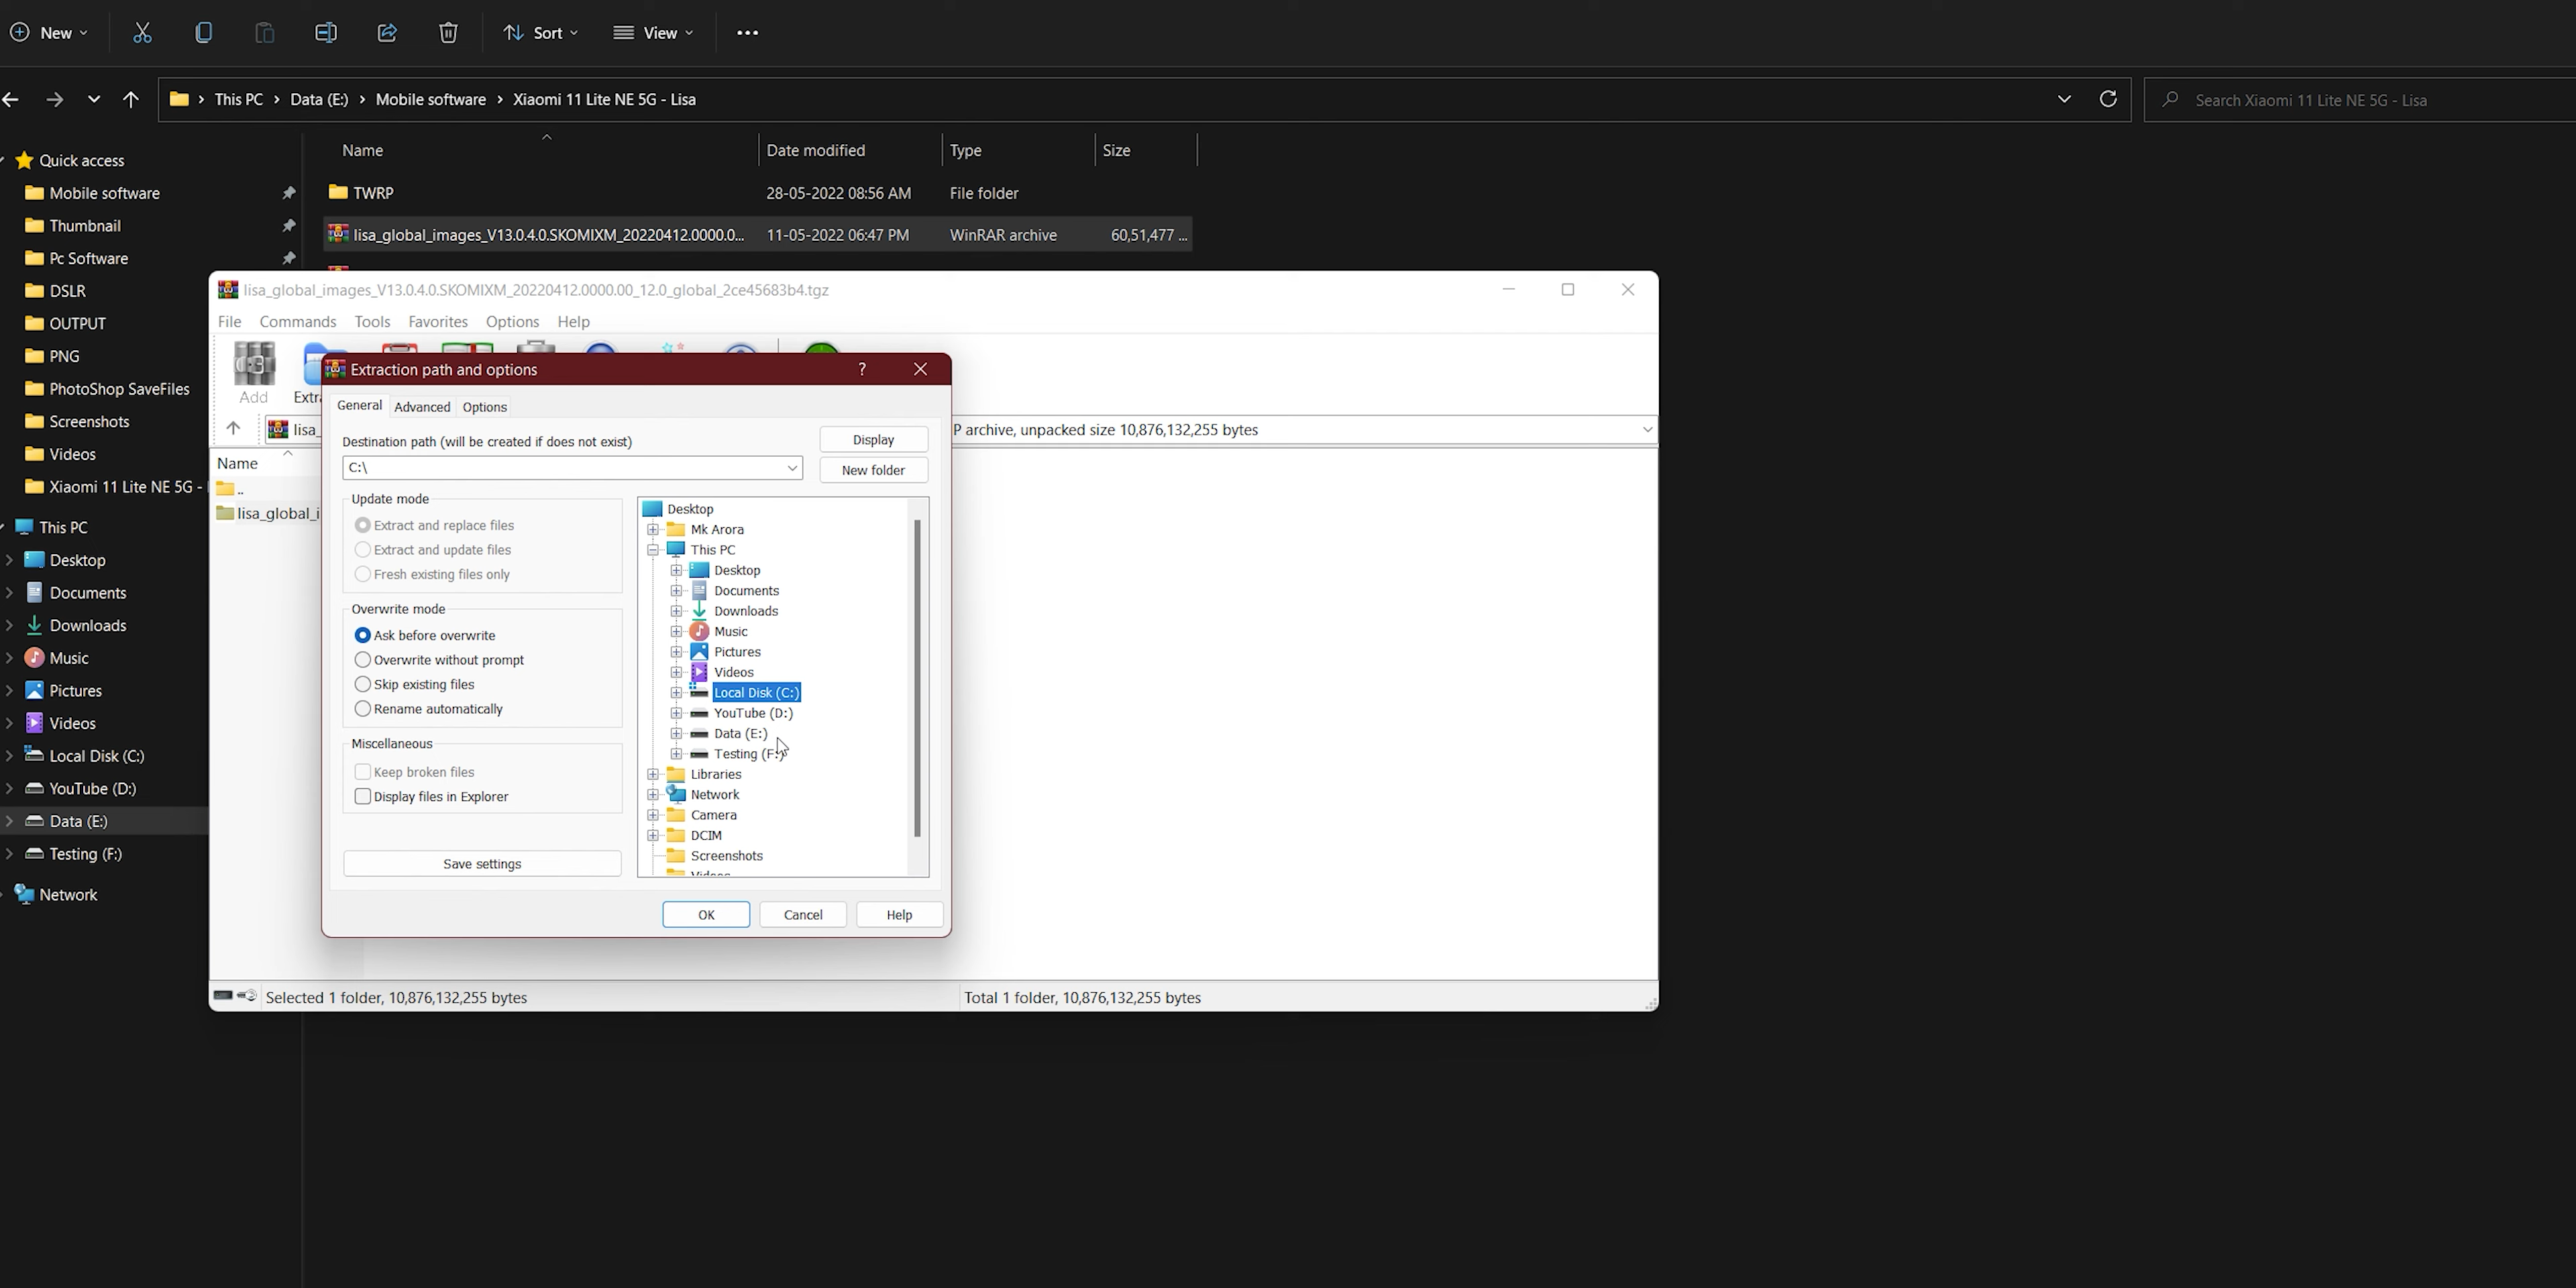 New
Sort
View
This PC
Data (E:)
Mobile software
Xiaomi 11 Lite NE 5G - Lisa
Search Xiaomi 11 Lite NE 5G - Lisa
Name
Date modified
Type
Size
TWRP
28-05-2022 08:56 AM
File folder
lisa_global_images_V13.0.4.0.SKOMIXM_20220412.0000.0...
11-05-2022 06:47 PM
WinRAR archive
60,51,477 ...
Quick access
Mobile software
Thumbnail
Pc Software
DSLR
OUTPUT
PNG
PhotoShop SaveFiles
Screenshots
Videos
Xiaomi 11 Lite NE 5G -
This PC
Desktop
Documents
Downloads
Music
Pictures
Videos
Local Disk (C:)
YouTube (D:)
Data (E:)
Testing (F:)
Network
lisa_global_images_V13.0.4.0.SKOMIXM_20220412.0000.00_12.0_global_2ce45683b4.tgz
File Commands Tools Favorites Options Help
Add
Extra
lisa_
P archive, unpacked size 10,876,132,255 bytes
Name
..
lisa_global_i
Extraction path and options
?
General Advanced Options
Destination path (will be created if does not exist)
Display
C:\
New folder
Update mode
Extract and replace files
Extract and update files
Fresh existing files only
Overwrite mode
Ask before overwrite
Overwrite without prompt
Skip existing files
Rename automatically
Miscellaneous
Keep broken files
Display files in Explorer
Save settings
Desktop
Mk Arora
This PC
Desktop
Documents
Downloads
Music
Pictures
Videos
Local Disk (C:)
YouTube (D:)
Data (E:)
Testing (F:)
Libraries
Network
Camera
DCIM
Screenshots
Videos
OK
Cancel
Help
Selected 1 folder, 10,876,132,255 bytes
Total 1 folder, 10,876,132,255 bytes